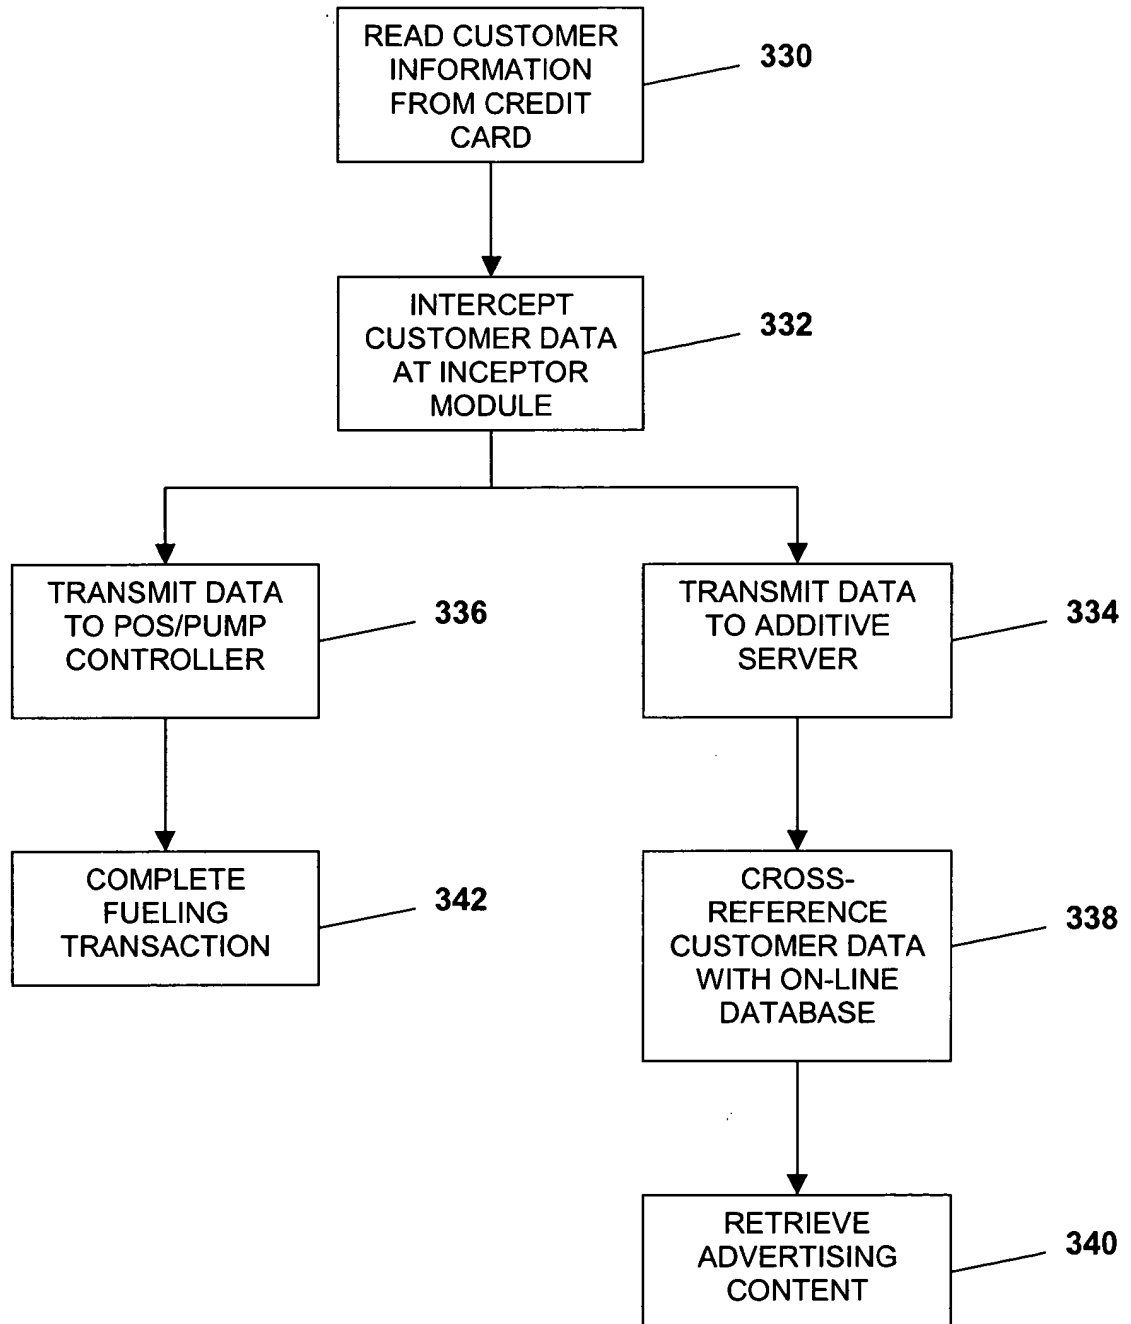 READ CUSTOMER
INFORMATION
FROM CREDIT
CARD
330
INTERCEPT
CUSTOMER DATA
AT INCEPTOR
MODULE
332
TRANSMIT DATA
TO POS/PUMP
CONTROLLER
336
TRANSMIT DATA
TO ADDITIVE
SERVER
334
COMPLETE
FUELING
TRANSACTION
342
CROSS-
REFERENCE
CUSTOMER DATA
WITH ON-LINE
DATABASE
338
RETRIEVE
ADVERTISING
CONTENT
340